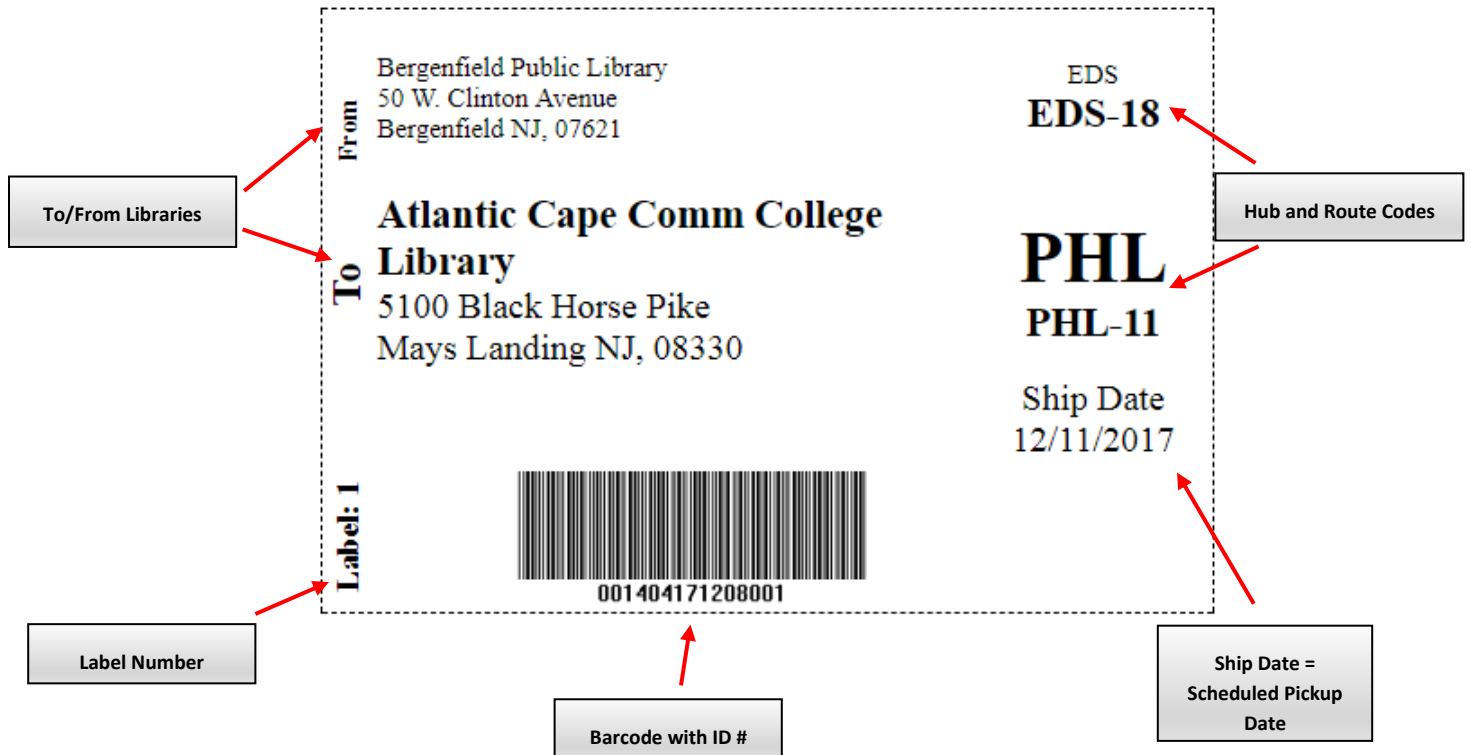 Bergenfield Public Library
50 W. Clinton Avenue
Bergenfield NJ, 07621
From
EDS
EDS-18
To/From Libraries
Hub and Route Codes
Atlantic Cape Comm College
Library
5100 Black Horse Pike
Mays Landing NJ, 08330
To
PHL
PHL-11
Ship Date
12/11/2017
Label: 1
001404171208001
Label Number
Barcode with ID #
Ship Date =
Scheduled Pickup
Date